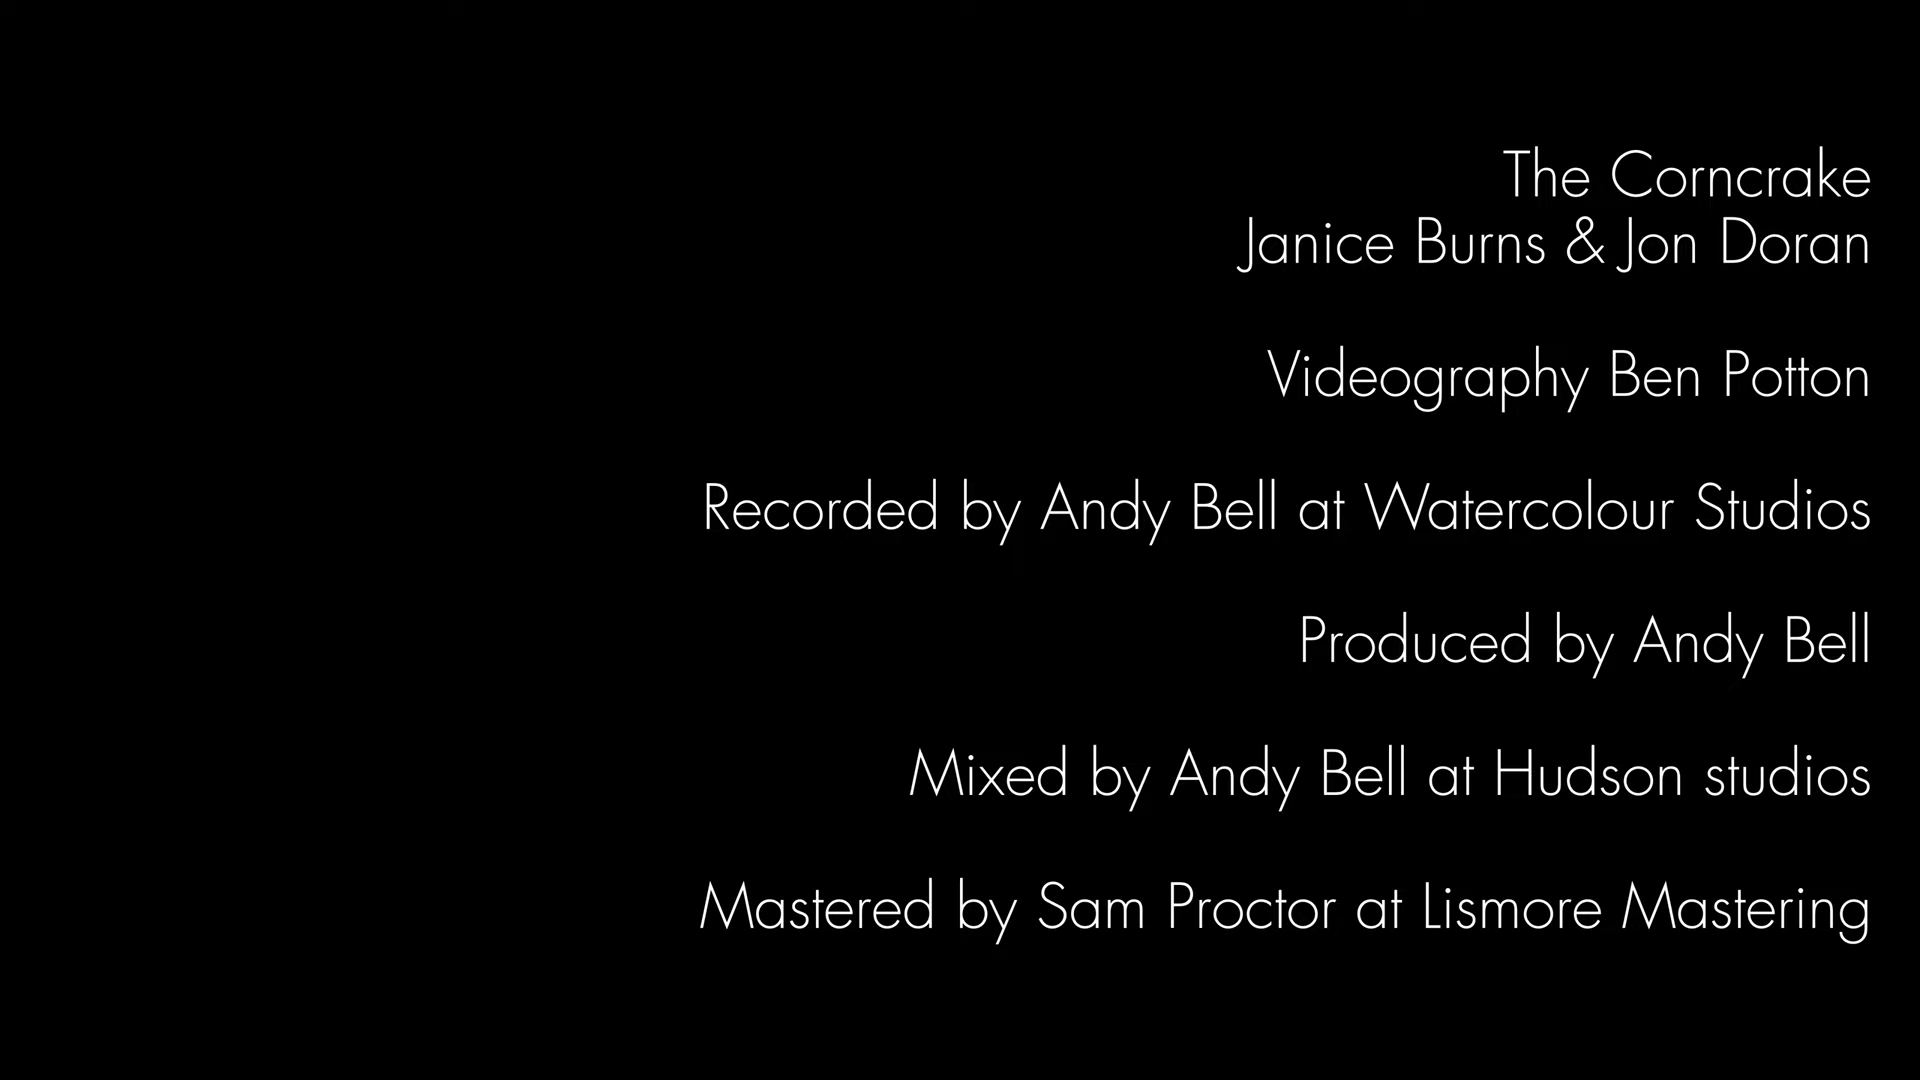 The Corncrake
Janice Burns & Jon Doran
Videography Ben Potton
Recorded by Andy Bell at Watercolour Studios
Produced by Andy Bell
Mixed by Andy Bell at Hudson studios
Mastered by Sam Proctor at Lismore Mastering